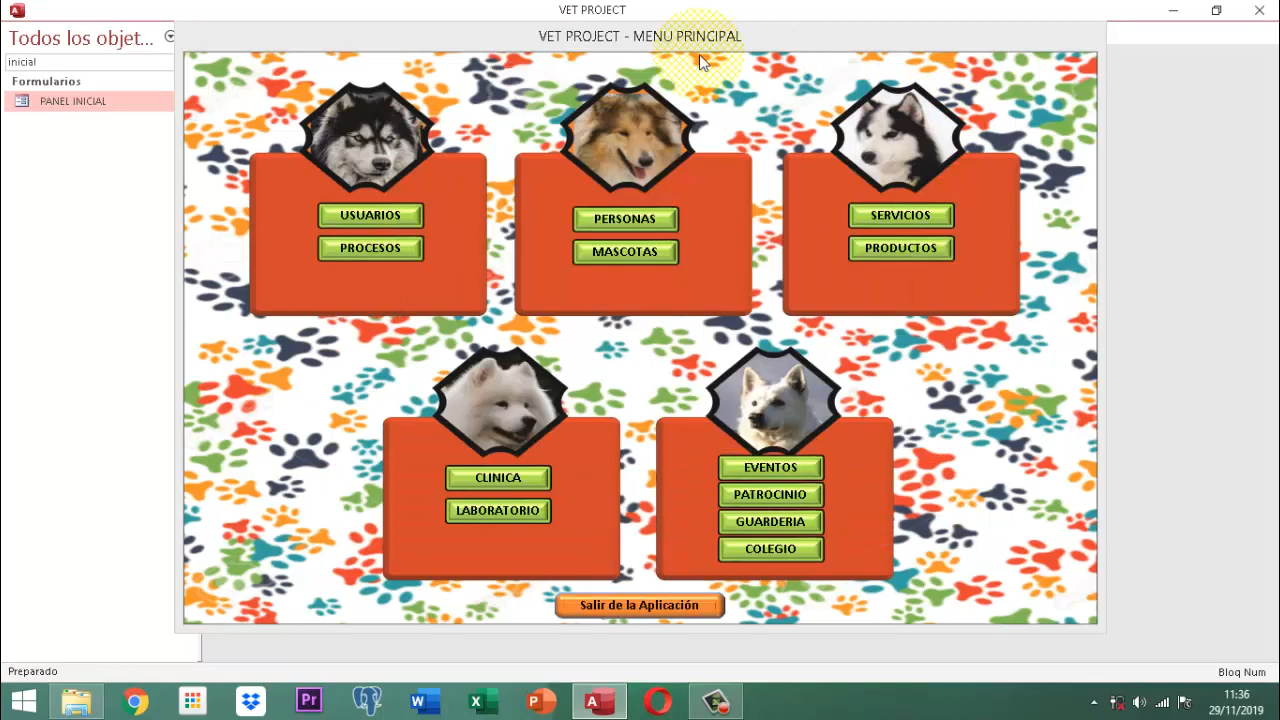 VET PROJECT
Todos los objet...
VET PROJECT - MENU PRINCIPAL
inicial
Formularios
PANEL INICIAL
USUARIOS
PROCESOS
PERSONAS
MASCOTAS
SERVICIOS
PRODUCTOS
CLINICA
LABORATORIO
EVENTOS
PATROCINIO
GUARDERIA
COLEGIO
Salir de la Aplicación
Preparado
Bloq Num
Pr
W
X
P
A
11:36
29/11/2019